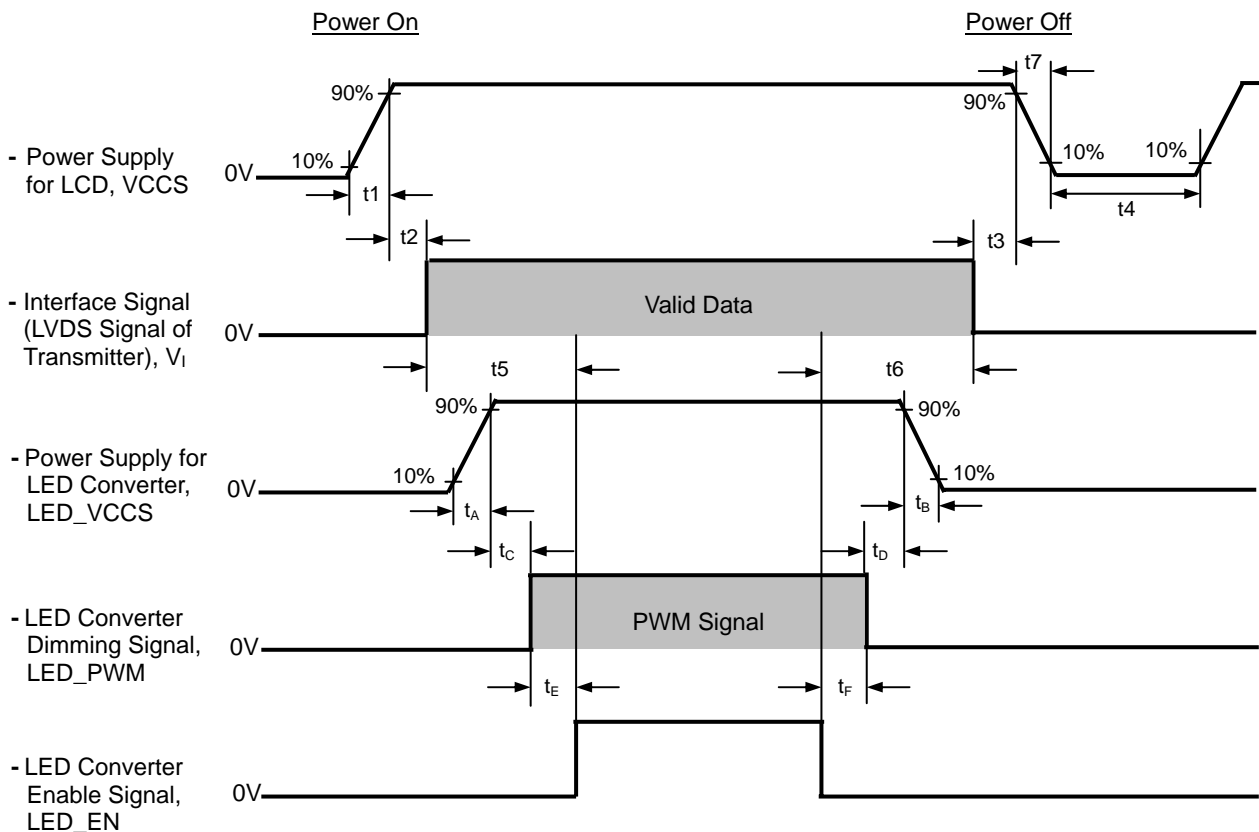 Power On
Power Off
t7
90%
90%
- Power Supply
for LCD, VCCS
10%
10%
10%
0V
t1
t4
t2
t3
- Interface Signal
(LVDS Signal of
Transmitter), VI
0V
Valid Data
t5
t6
90%
90%
- Power Supply for
LED Converter,
LED_VCCS
10%
10%
0V
tA
tB
tC
tD
- LED Converter
Dimming Signal,
LED_PWM
0V
PWM Signal
tE
tF
- LED Converter
Enable Signal,
LED_EN
0V